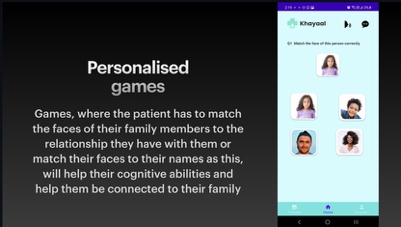 Personalised
games
Games, where the patient has to match
the faces of their family members to the
relationship they have with them or
match their faces to their names as this,
will help their cognitive abilities and
help them be connected to their family
Khayaal
Match the face of this person correctly